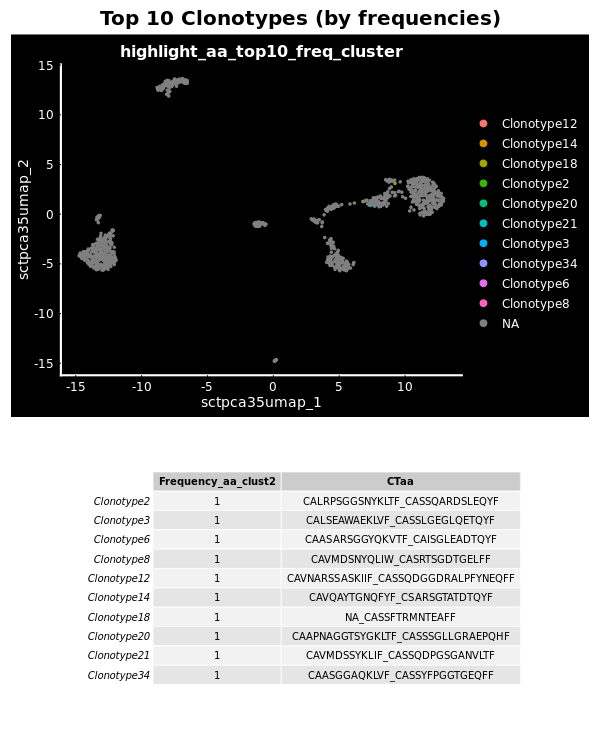 Top 10 Clonotypes (by frequencies)
highlight_aa_top10_freq_cluster
15
10
5
0
-5
-10
-15
sctpca35umap_2
-15
-10
-5
0
5
10
sctpca35umap_1
Clonotype12
Clonotype14
Clonotype18
Clonotype2
Clonotype20
Clonotype21
Clonotype3
Clonotype34
Clonotype6
Clonotype8
NA
Frequency_aa_clust2 CTaa
Clonotype2 1 CALRPSGGSNYKLTF_CASSQARDSLEQYF
Clonotype3 1 CALSEAWAEKLVF_CASSLGEGLQETQYF
Clonotype6 1 CAASARSGGYQKVTF_CAISGLEADTQYF
Clonotype8 1 CAVMDSNYQLIW_CASRTSGDTGELFF
Clonotype12 1 CAVNARSSASKIIF_CASSQDGGDRALPFYNEQFF
Clonotype14 1 CAVQAYTGNQFYF_CSARSGTATDTQYF
Clonotype18 1 NA_CASSFTRMNTEAFF
Clonotype20 1 CAAPNAGGTSYGKLTF_CASSSGLLGRAEPQHF
Clonotype21 1 CAVMDSSYKLIF_CASSQDPGSGANVLTF
Clonotype34 1 CAASGGAQKLVF_CASSYFPGGTGEQFF